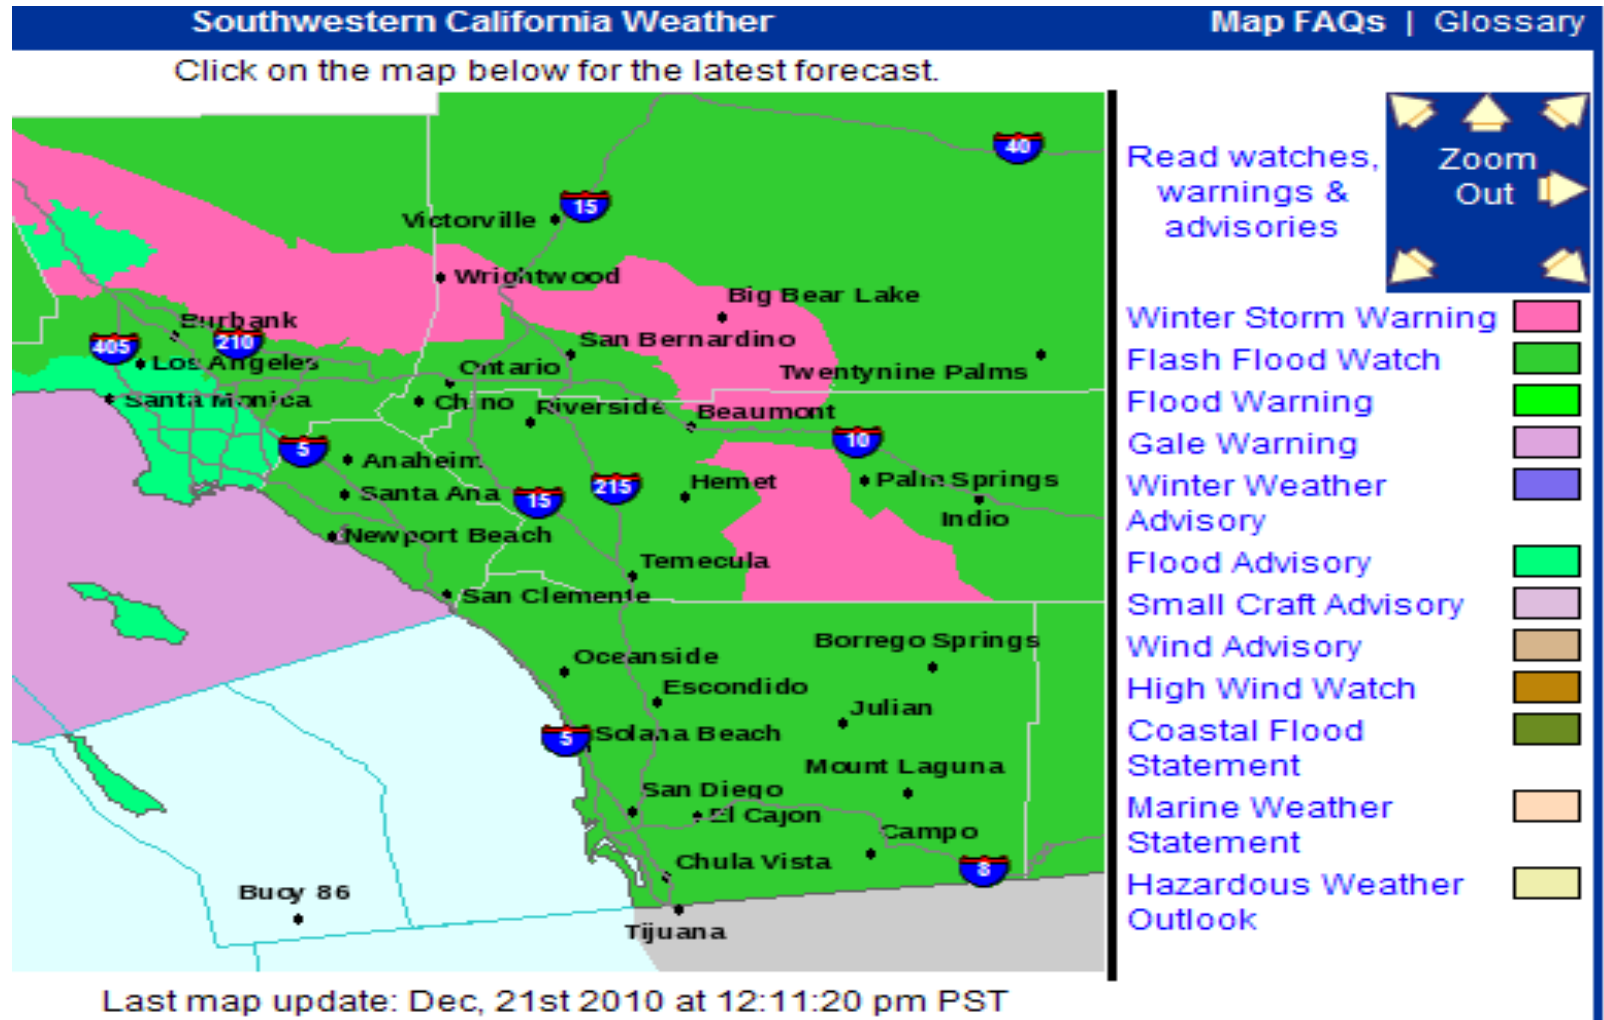 Southwestern California Weather
Map FAQs | Glossary
Click on the map below for the latest forecast.
Read watches,
warnings &
advisories
Zoom
Out
40
15
Victorville
Wrightwood
Big Bear Lake
Burbank
210
405
San Bernardino
Los Angeles
Ontario
Twentynine Palms
Santa Monica
Chino
Riverside
Beaumont
5
10
Anaheim
Santa Ana
15
215
Hemet
Palm Springs
Indio
Newport Beach
Temecula
San Clemente
Borrego Springs
Oceanside
Escondido
Julian
5
Solana Beach
Mount Laguna
San Diego
El Cajon
Campo
Chula Vista
8
Buoy 86
Tijuana
Winter Storm Warning
Flash Flood Watch
Flood Warning
Gale Warning
Winter Weather
Advisory
Flood Advisory
Small Craft Advisory
Wind Advisory
High Wind Watch
Coastal Flood
Statement
Marine Weather
Statement
Hazardous Weather
Outlook
Last map update: Dec, 21st 2010 at 12:11:20 pm PST